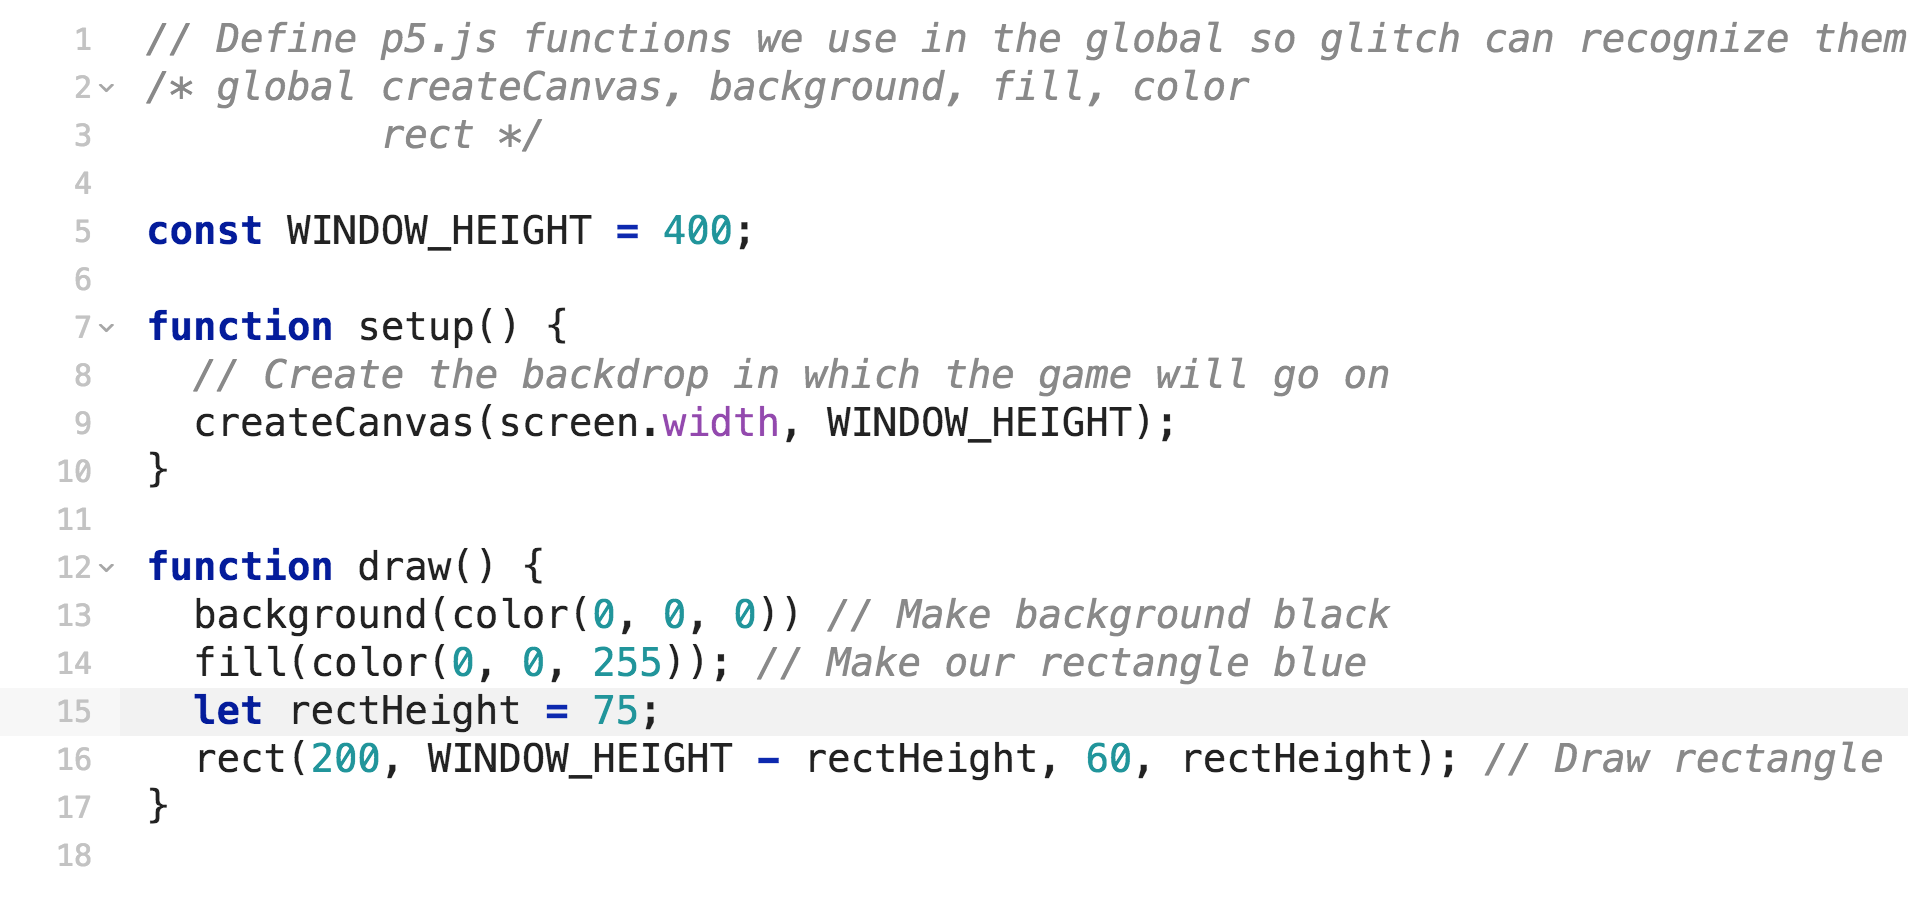 1 // Define p5.js functions we use in the global so glitch can recognize them
2 /* global createCanvas, background, fill, color
3 rect */
4
5 const WINDOW_HEIGHT = 400;
6
7 function setup() {
8 // Create the backdrop in which the game will go on
9 createCanvas(screen.width, WINDOW_HEIGHT);
10 }
11
12 function draw() {
13 background(color(0, 0, 0)) // Make background black
14 fill(color(0, 0, 255)); // Make our rectangle blue
15 let rectHeight = 75;
16 rect(200, WINDOW_HEIGHT - rectHeight, 60, rectHeight); // Draw rectangle
17 }
18